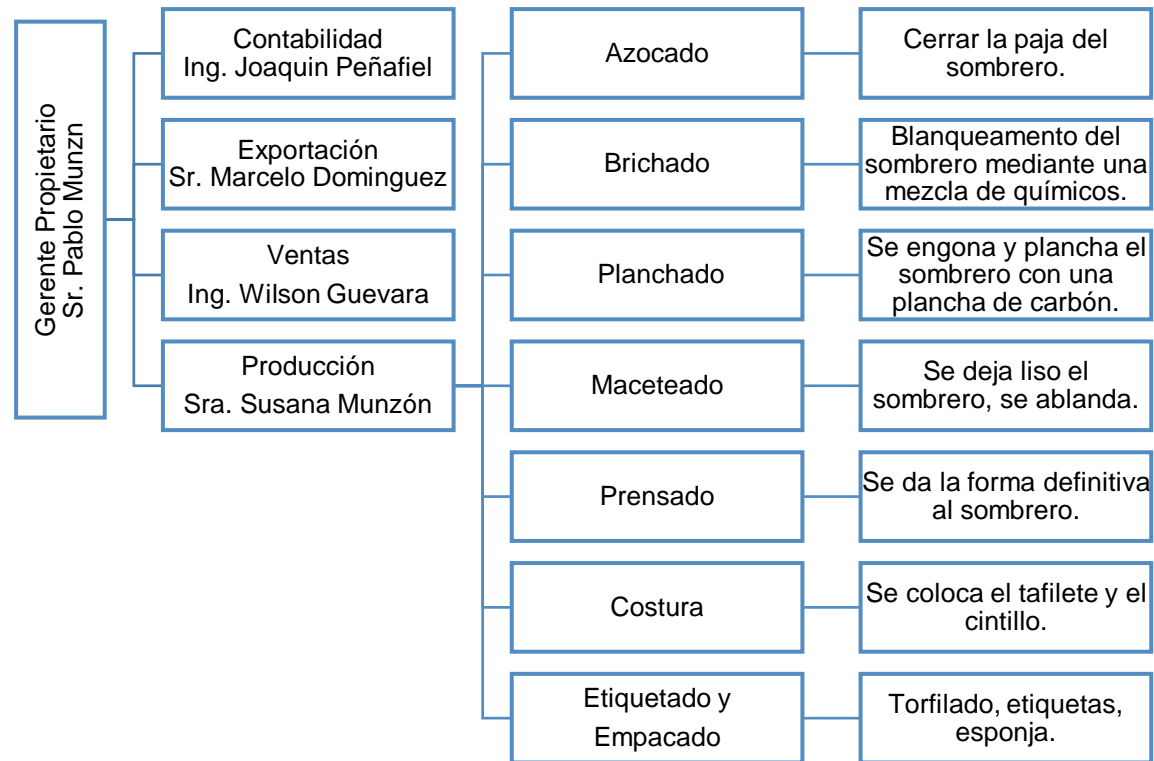 Gerente Propietario
Sr. Pablo Munzn
Contabilidad
Ing. Joaquin Peñafiel
Exportación
Sr. Marcelo Dominguez
Ventas
Ing. Wilson Guevara
Producción
Sra. Susana Munzón
Azocado
Cerrar la paja del
sombrero.
Brichado
Blanqueamento del
sombrero mediante una
mezcla de químicos.
Planchado
Se engona y plancha el
sombrero con una
plancha de carbón.
Maceteado
Se deja liso el
sombrero, se ablanda.
Prensado
Se da la forma definitiva
al sombrero.
Costura
Se coloca el tafilete y el
cintillo.
Etiquetado y
Empacado
Torfilado, etiquetas,
esponja.